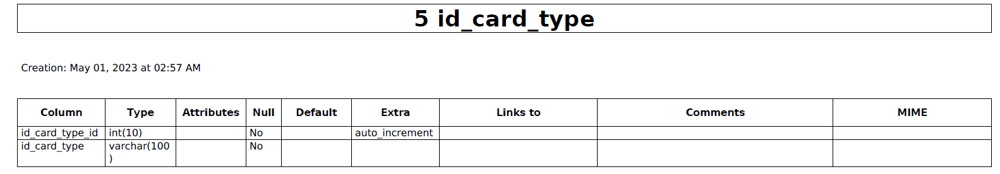 5 id_card_type
Creation: May 01, 2023 at 02:57 AM
Column Type Attributes Null Default Extra Links to Comments MIME
id_card_type_id int(10) No auto_increment
id_card_type varchar(100 No
)